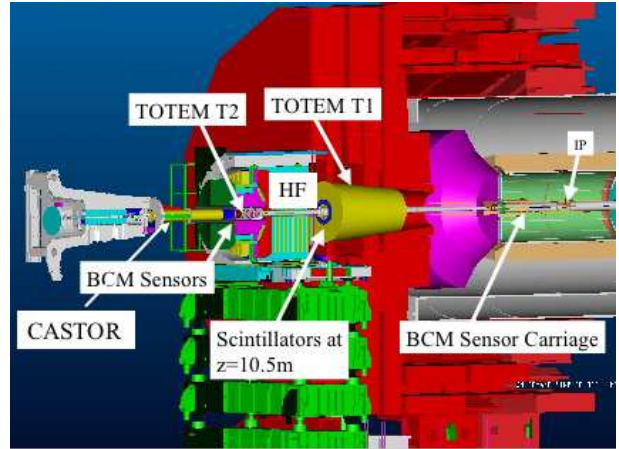 TOTEM T2
TOTEM T1
IP
HF
BCM Sensors
CASTOR
Scintillators at
z=10.5m
BCM Sensor Carriage